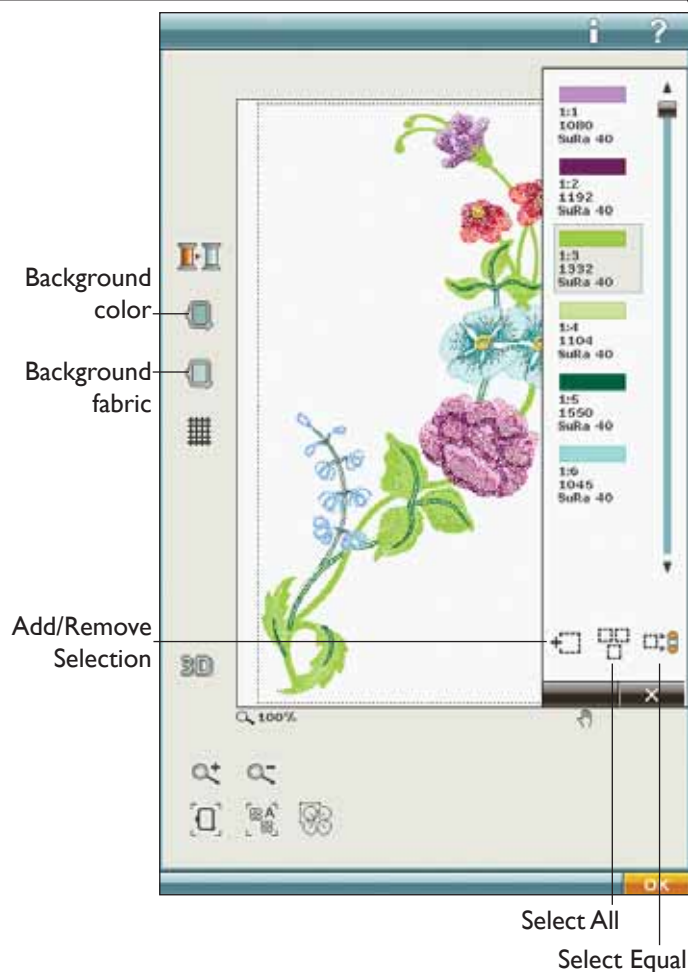 i ?
1:1
1080
SuRa 40
1:2
1192
SuRa 40
1:3
1332
SuRa 40
1:4
1104
SuRa 40
1:5
1550
SuRa 40
1:6
1045
SuRa 40
Background
color
Background
fabric
Add/Remove
Selection
3D
100%
A
OK
Select All
Select Equal